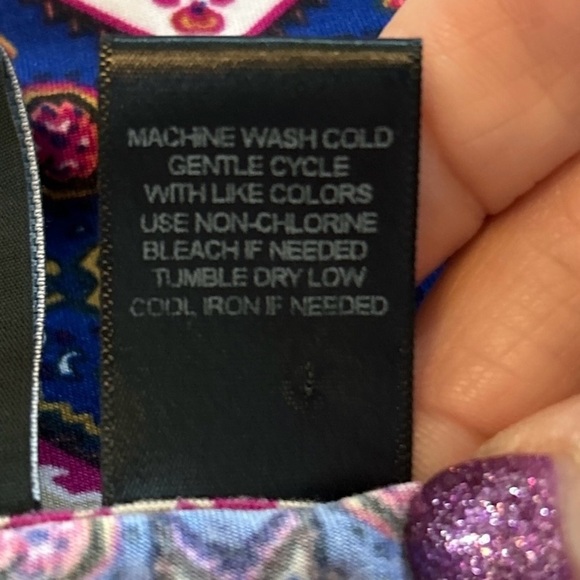 MACHINE WASH COLD
GENTLE CYCLE
WITH LIKE COLORS
USE NON-CHLORINE
BLEACH IF NEEDED
TUMBLE DRY LOW
COOL IRON IF NEEDED